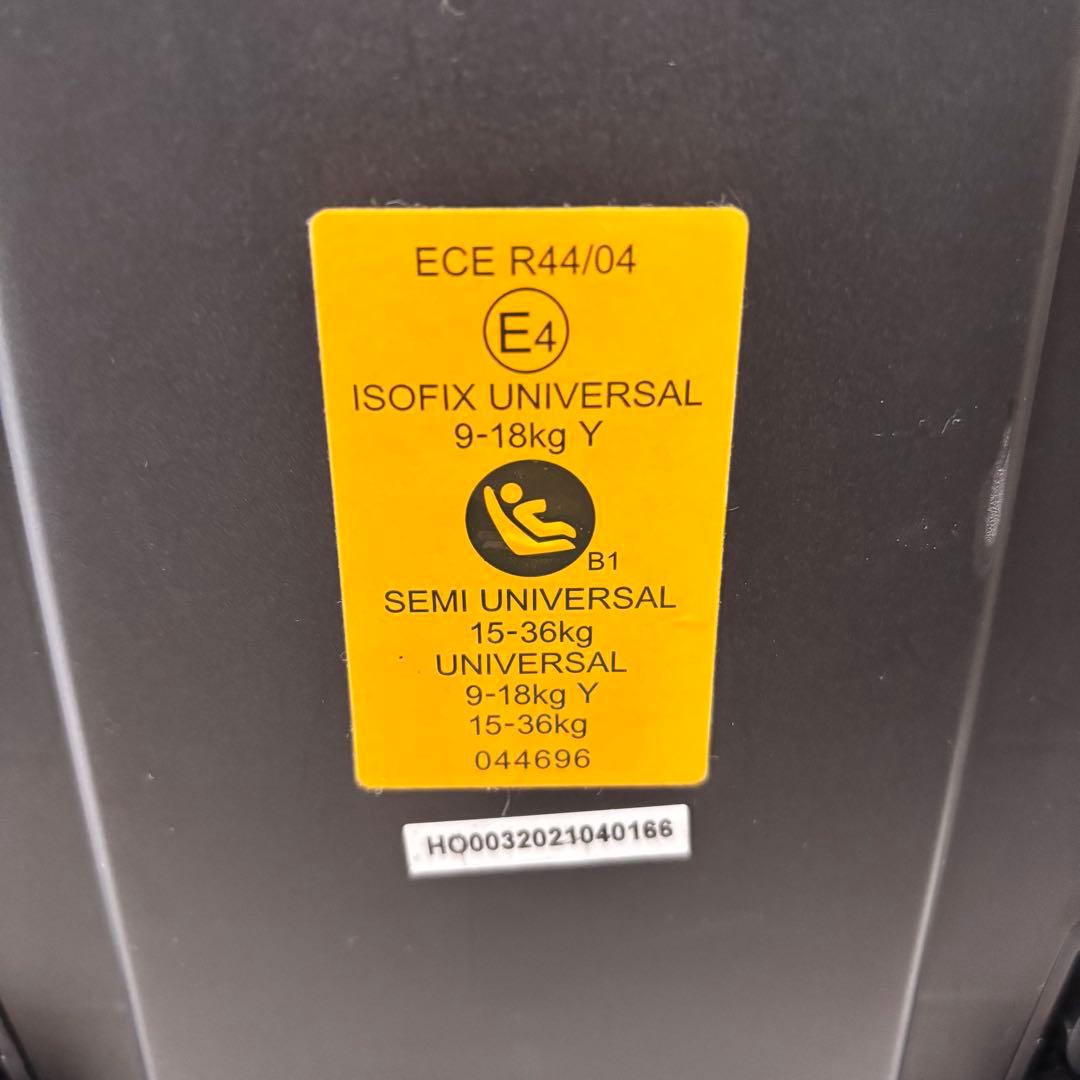 ECE R44/04
E4
ISOFIX UNIVERSAL
9-18kg Y
B1
SEMI UNIVERSAL
15-36kg
UNIVERSAL
9-18kg Y
15-36kg
044696
HO0032021040166